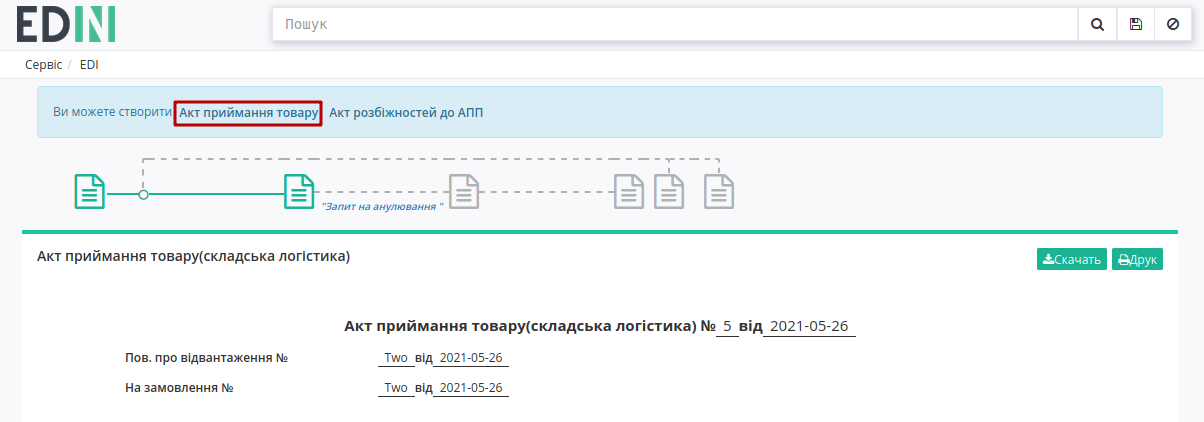 EDIN
Пошук
Сервіс / EDI
Ви можете створити Акт приймання товару Акт розбіжностей до АПП
"Запит на анулювання "
Акт приймання товару(складська логістика)
Скачать Друк
Акт приймання товару(складська логістика) № 5 від 2021-05-26
Пов. про відвантаження № Two від 2021-05-26
На замовлення № Two від 2021-05-26